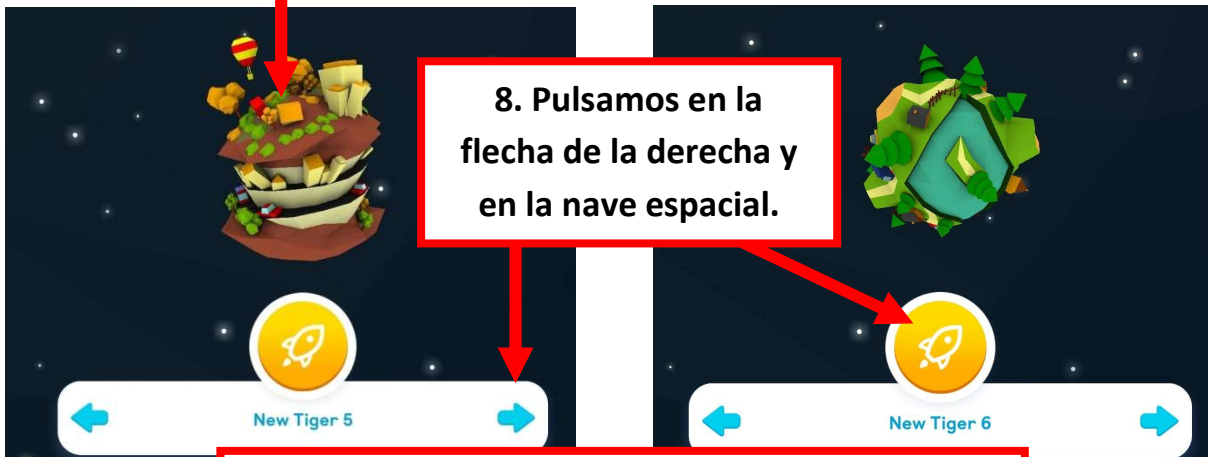 8. Pulsamos en la
flecha de la derecha y
en la nave espacial.
New Tiger 5
New Tiger 6